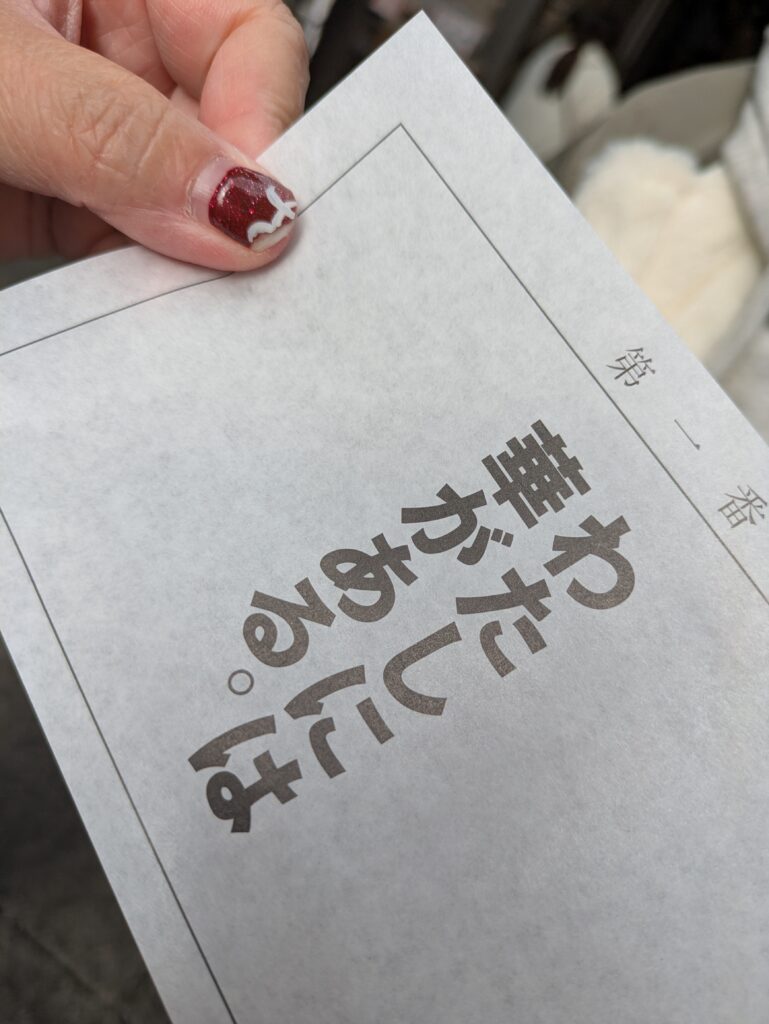 第一番
わたしには
華がある。